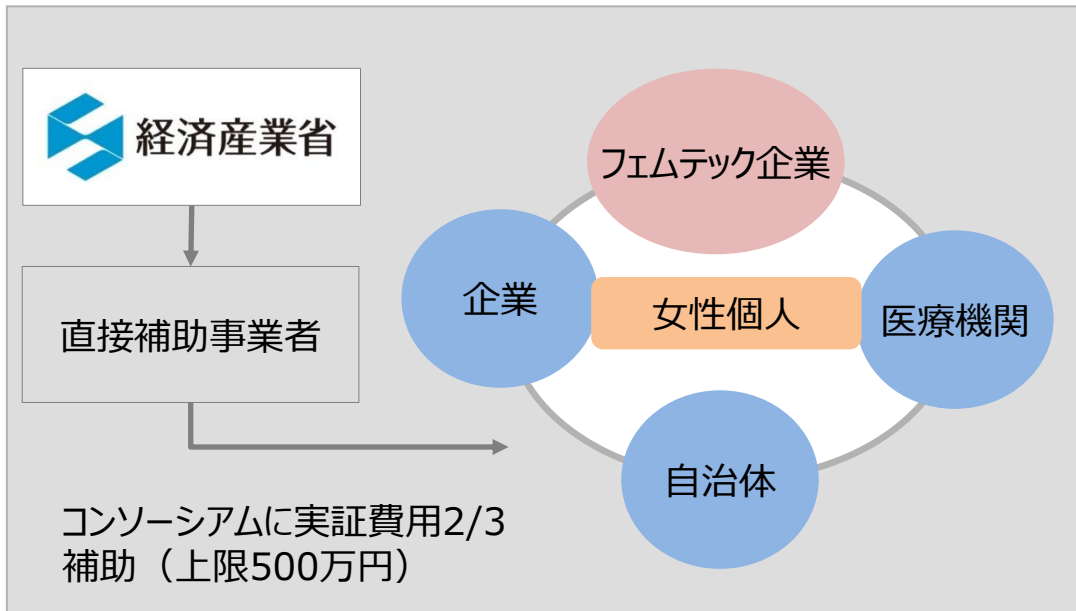 経済産業省
直接補助事業者
コンソーシアムに実証費用2/3
補助（上限500万円）
フェムテック企業
企業
女性個人
医療機関
自治体